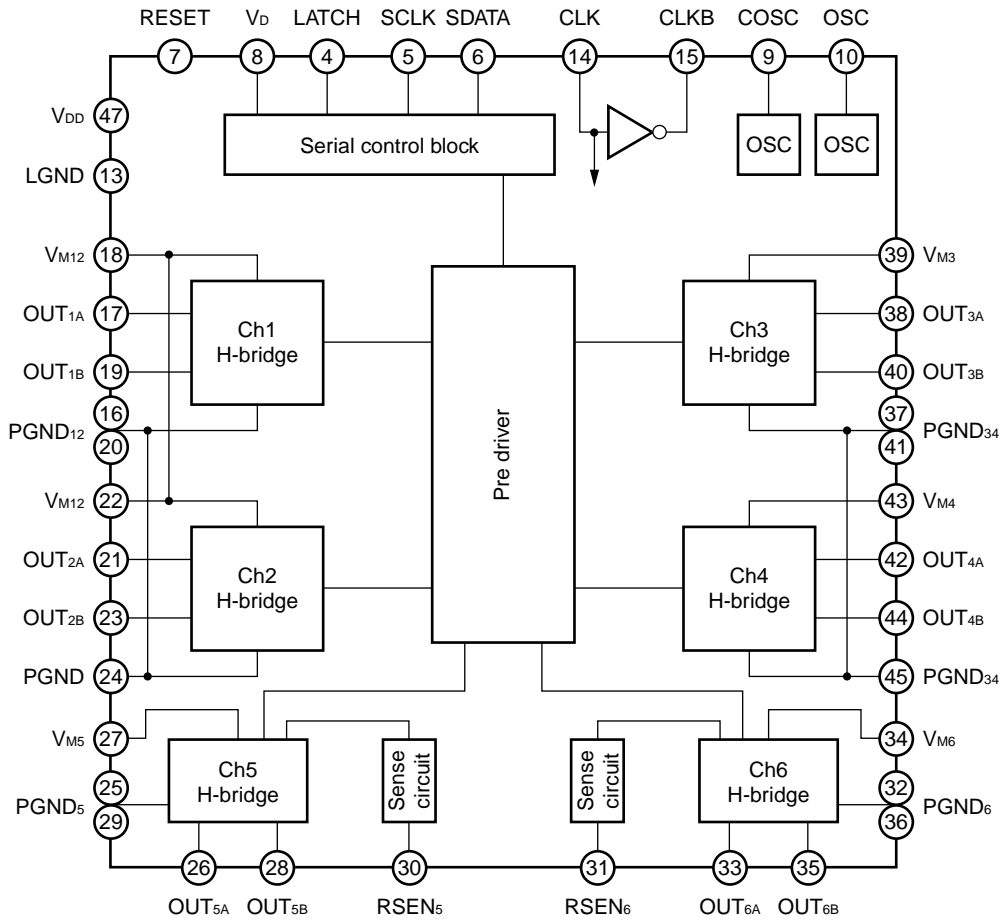 RESET VD LATCH SCLK SDATA CLK CLKB COSC OSC
7 8 4 5 6 14 15 9 10
VDD 47
Serial control block
OSC OSC
LGND 13
VM12 18
39 VM3
OUT1A 17
Ch1
H-bridge
Ch3
H-bridge
38 OUT3A
OUT1B 19
40 OUT3B
16
PGND12
20
37
PGND34
41
Pre driver
VM12 22
43 VM4
OUT2A 21
Ch2
H-bridge
Ch4
H-bridge
42 OUT4A
OUT2B 23
44 OUT4B
PGND 24
45 PGND34
VM5 27
34 VM6
Ch5
H-bridge
Sense
circuit
Sense
circuit
Ch6
H-bridge
25
PGND5
29
32
PGND6
36
26 28 30 31 33 35
OUT5A OUT5B RSEN5 RSEN6 OUT6A OUT6B